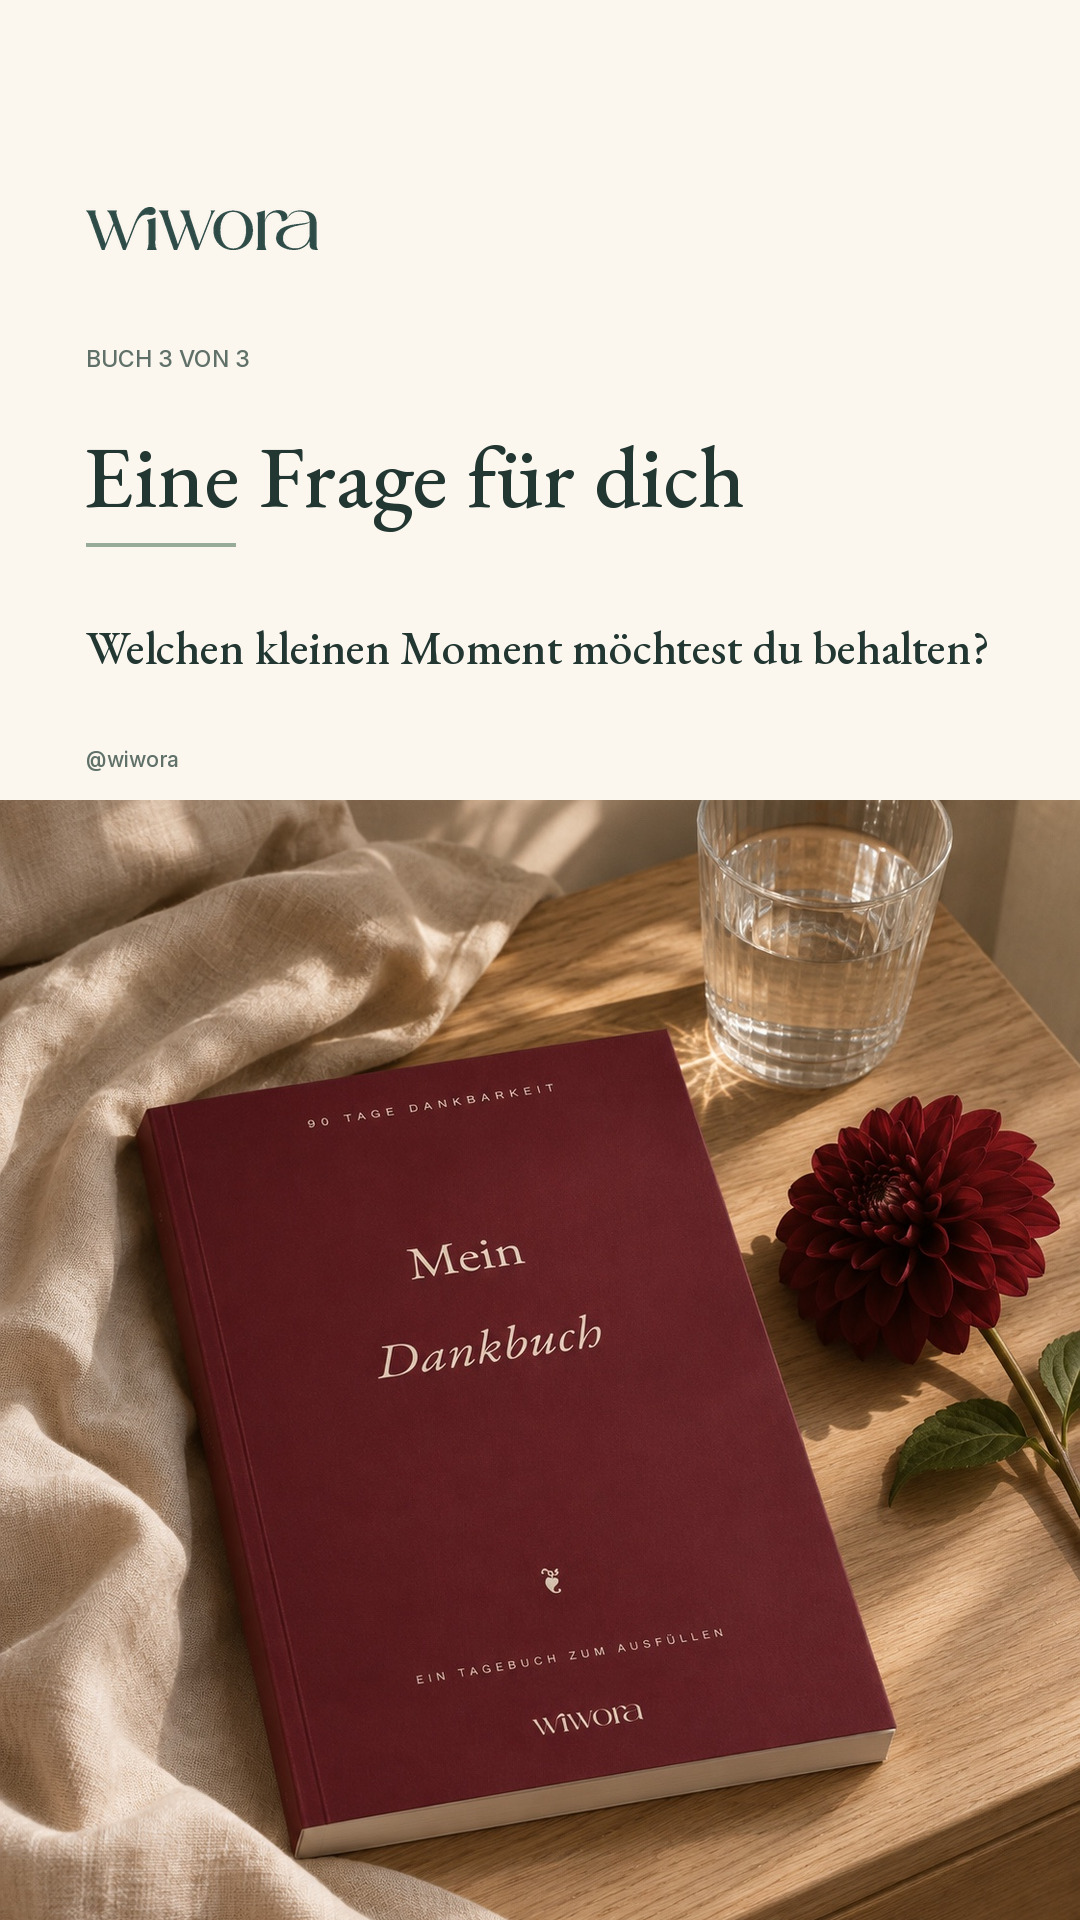 wiwora
BUCH 3 VON 3
Eine Frage für dich
Welchen kleinen Moment möchtest du behalten?
@wiwora
90 TAGE DANKBARKEIT
Mein
Dankbuch
EIN TAGEBUCH ZUM AUSFÜLLEN
wiwora